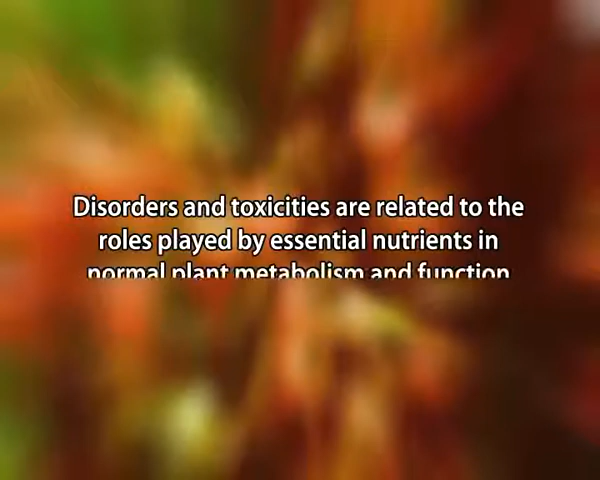 Disorders and toxicities are related to the
roles played by essential nutrients in
normal plant metabolism and function